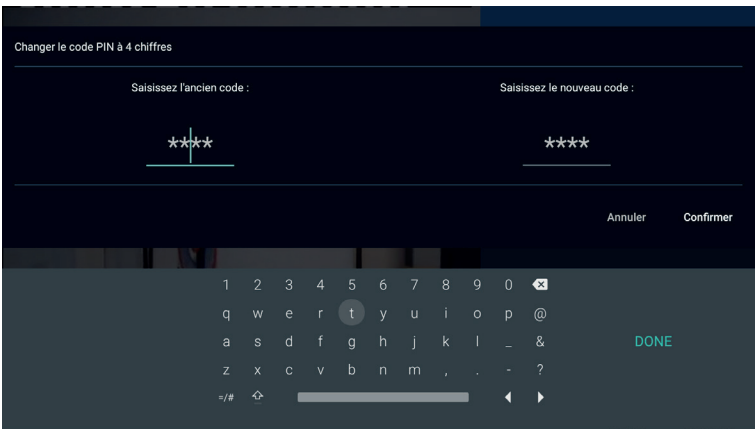 Changer le code PIN à 4 chiffres
Saisissez l'ancien code :
Saisissez le nouveau code :
****
****
Annuler Confirmer
1 2 3 4 5 6 7 8 9 0
q w e r t y u i o p @
a s d f g h j k l _ &
DONE
z x c v b n m , . - ?
=/#